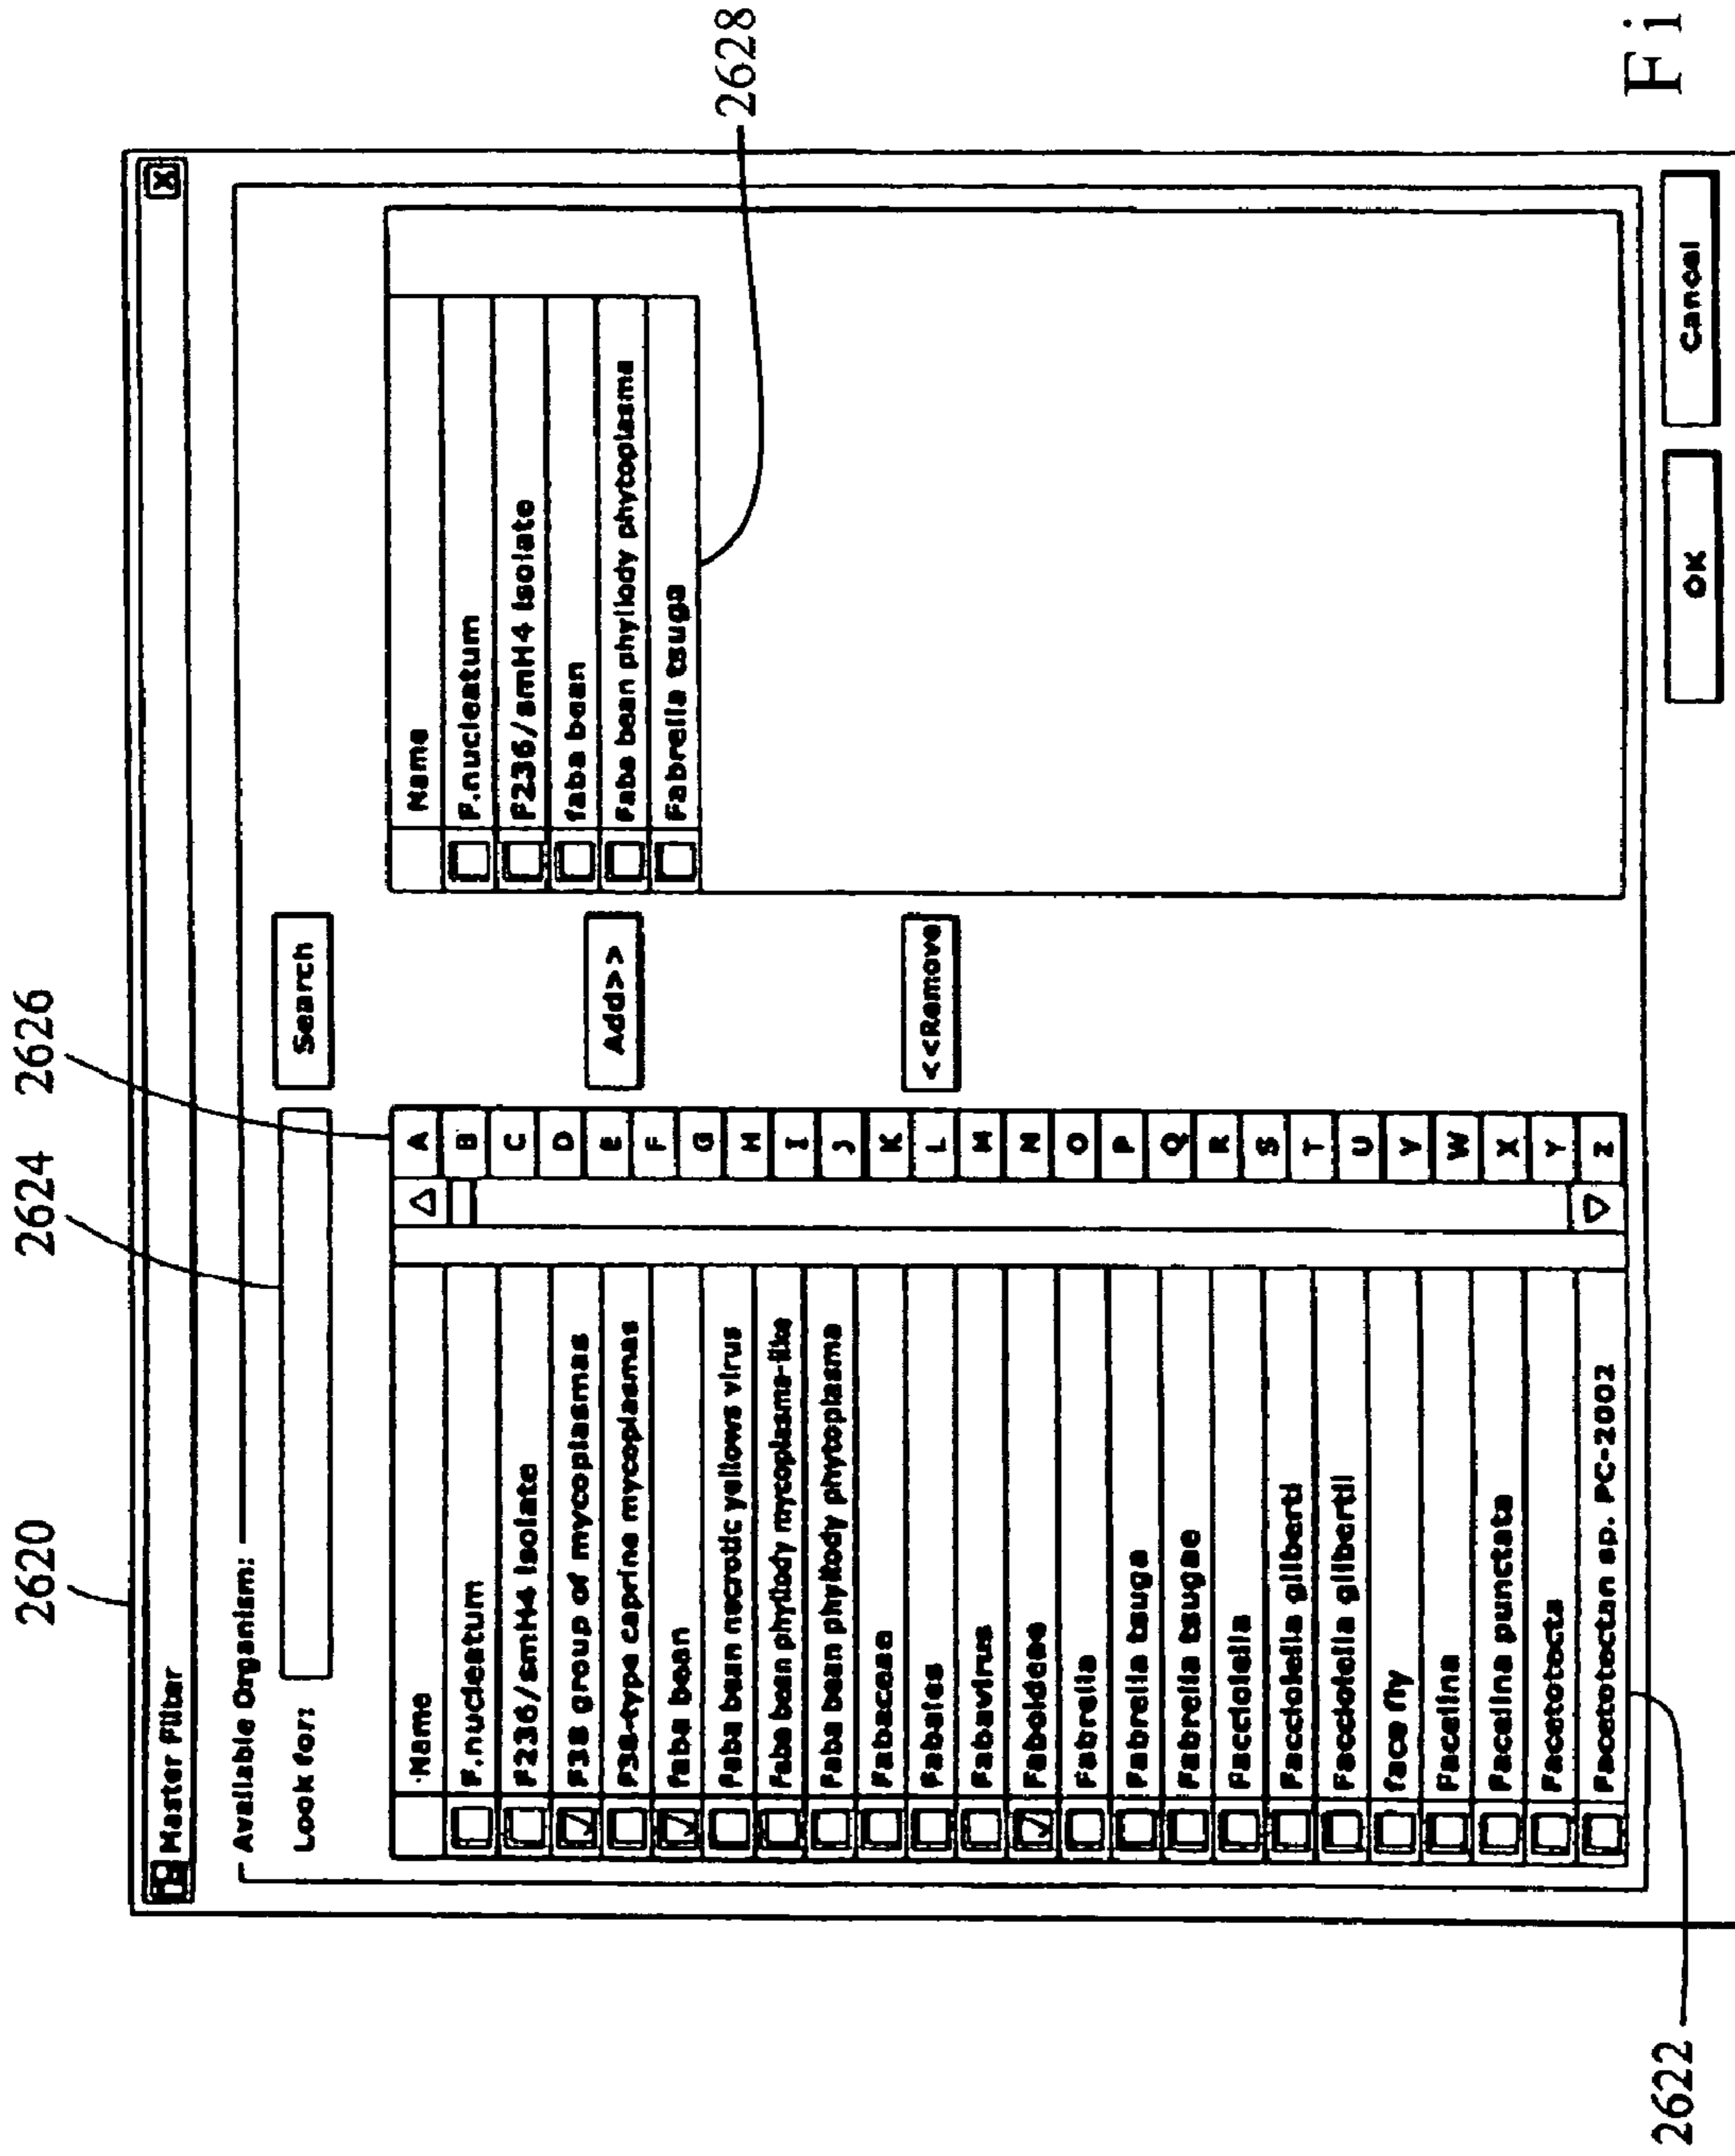 2620
2624
2626
Master Filter
X
Available Organism:
Look for:
Search
Name
F.nucleatum
F236/smH4 isolate
F38 group of mycoplasmas
F38-type caprine mycoplasmas
faba bean
Faba bean necrotic yellows virus
Faba bean phyllody mycoplasma-like
Faba bean phyllody phytoplasma
Fabaceae
Fabales
Fabavirus
Faboideae
Fabrella
Fabrella tsuga
Fabrella tsugae
Facciolella
Facciolella gilberti
Facciolella gilbertii
face fly
Facelina
Facelina punctata
Facetotecta
Facetotectan sp. PC-2002
A
B
C
D
E
F
G
H
I
J
K
L
M
N
O
P
Q
R
S
T
U
V
W
X
Y
Z
Add>>
<<Remove
Name
F.nucleatum
F236/smH4 isolate
faba bean
Faba bean phyllody phytoplasma
Fabrella tsuga
2628
OK
Cancel
2622
Fi